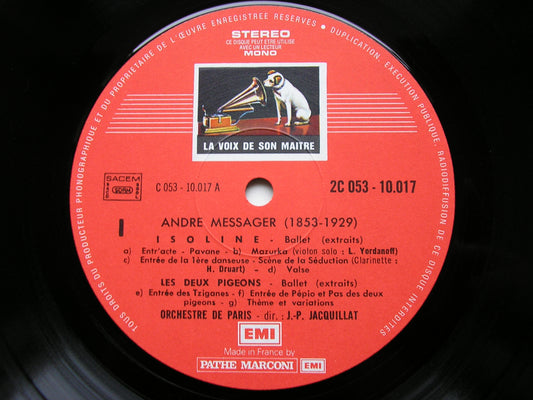 TOUS DROITS DU PRODUCTEUR PHONOGRAPHIQUE ET DU PROPRIETAIRE DE L'ŒUVRE ENREGISTREE RESERVES • DUPLICATION, EXECUTION PUBLIQUE, RADIODIFFUSION DE CE DISQUE INTERDITES
STEREO
CE DISQUE PEUT ETRE UTILISE
AVEC UN LECTEUR
MONO
LA VOIX DE SON MAITRE
SACEM
SACD SDRM SGDL
C 053 - 10.017 A
2C 053 - 10.017
I
ANDRE MESSAGER (1853-1929)
ISOLINE - Ballet (extraits)
a) Entr'acte - Pavane - b) Mazurka (violon solo : L. Yordanoff)
c) Entrée de la 1ère danseuse - Scène de la Séduction (Clarinette :
H. Druart) - d) Valse
LES DEUX PIGEONS - Ballet (extraits)
e) Entrée des Tziganes - f) Entrée de Pépio et Pas des deux
pigeons - g) Thème et variations
ORCHESTRE DE PARIS - dir. : J.-P. JACQUILLAT
EMI
Made in France by
PATHE MARCONI EMI